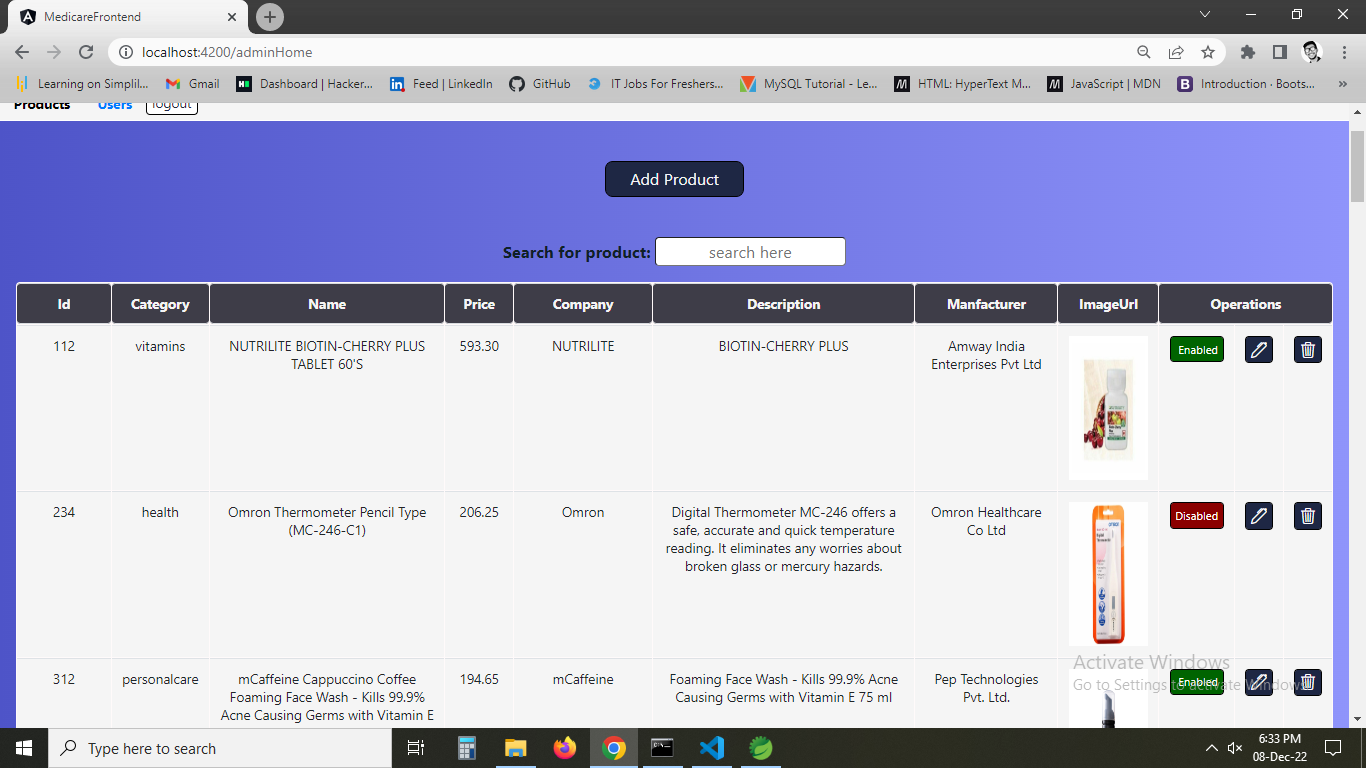 MedicareFrontend
localhost:4200/adminHome
Learning on Simplil... Gmail Dashboard | Hacker... Feed | LinkedIn GitHub IT Jobs For Freshers... MySQL Tutorial - Le... HTML: HyperText M... JavaScript | MDN Introduction · Boots... »
Products Users logout
Add Product
Search for product: search here
Id Category Name Price Company Description Manfacturer ImageUrl Operations
112 vitamins NUTRILITE BIOTIN-CHERRY PLUS 593.30 NUTRILITE BIOTIN-CHERRY PLUS Amway India Enabled
TABLET 60'S Enterprises Pvt Ltd
234 health Omron Thermometer Pencil Type 206.25 Omron Digital Thermometer MC-246 offers a Omron Healthcare Disabled
(MC-246-C1) safe, accurate and quick temperature Co Ltd
reading. It eliminates any worries about
broken glass or mercury hazards.
Activate Windows
Go to Settings to activate Windows.
312 personalcare mCaffeine Cappuccino Coffee 194.65 mCaffeine Foaming Face Wash - Kills 99.9% Acne Pep Technologies Enabled
Foaming Face Wash - Kills 99.9% Causing Germs with Vitamin E 75 ml Pvt. Ltd.
Acne Causing Germs with Vitamin E
Type here to search
6:33 PM
08-Dec-22